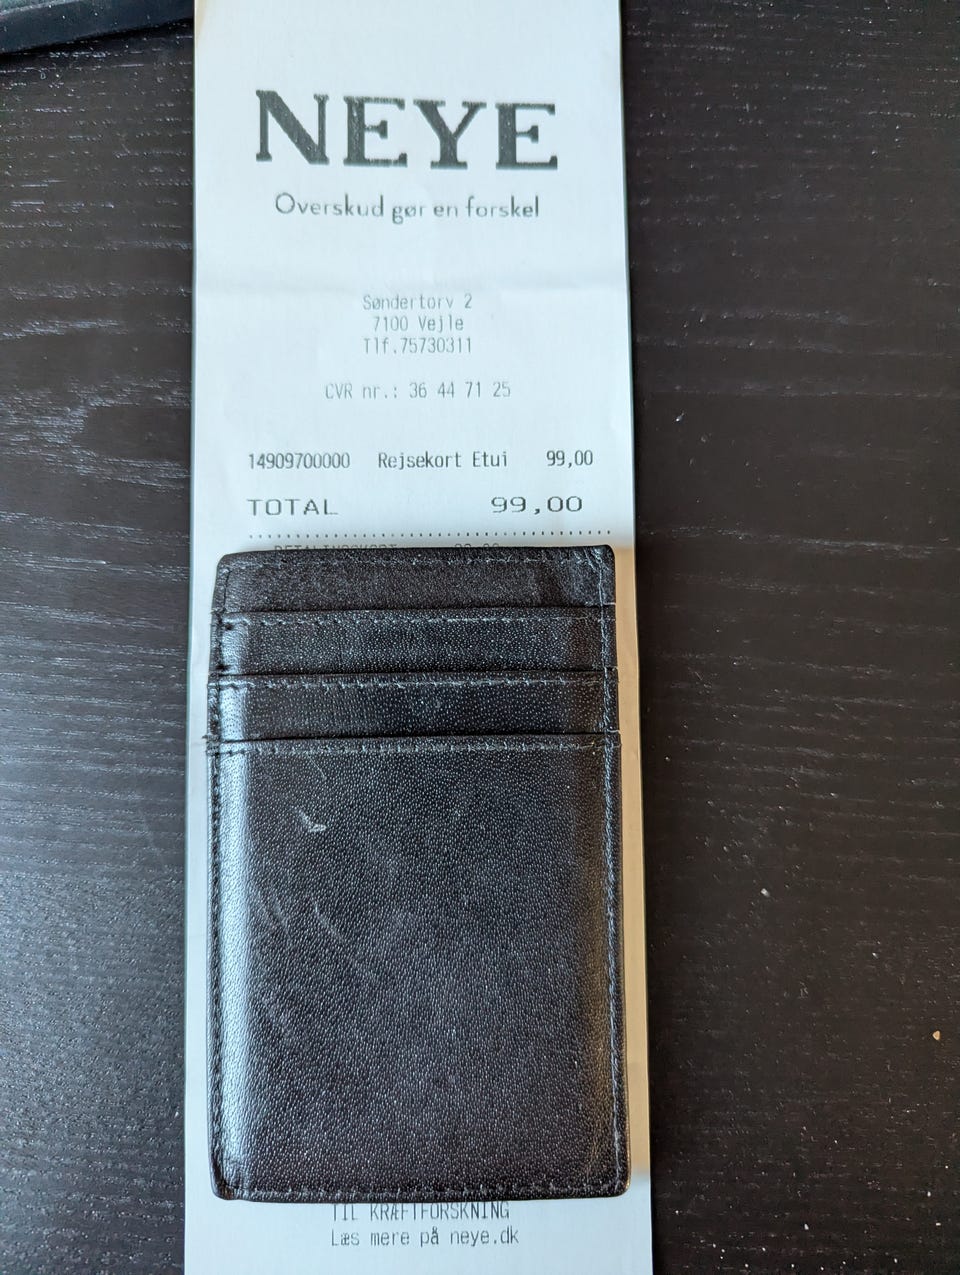 NEYE
Overskud gør en forskel
Søndertorv 2
7100 Vejle
Tlf.75730311
CVR nr.: 36 44 71 25
14909700000 Rejsekort Etui 99,00
TOTAL 99,00
TIL KRÆFTFORSKNING
Læs mere på neye.dk